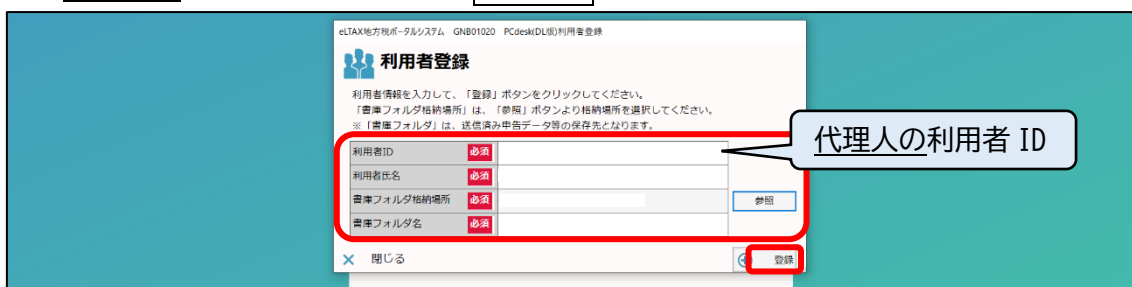 eLTAX地方税ポータルシステム GNB01020 PCdesk(DL版)利用者登録
利用者登録
利用者情報を入力して、「登録」ボタンをクリックしてください。
「書庫フォルダ格納場所」は、「参照」ボタンより格納場所を選択してください。
※「書庫フォルダ」は、送信済み申告データ等の保存先となります。
代理人の利用者 ID
利用者ID 必須
利用者氏名 必須
書庫フォルダ格納場所 必須 参照
書庫フォルダ名 必須
閉じる 登録